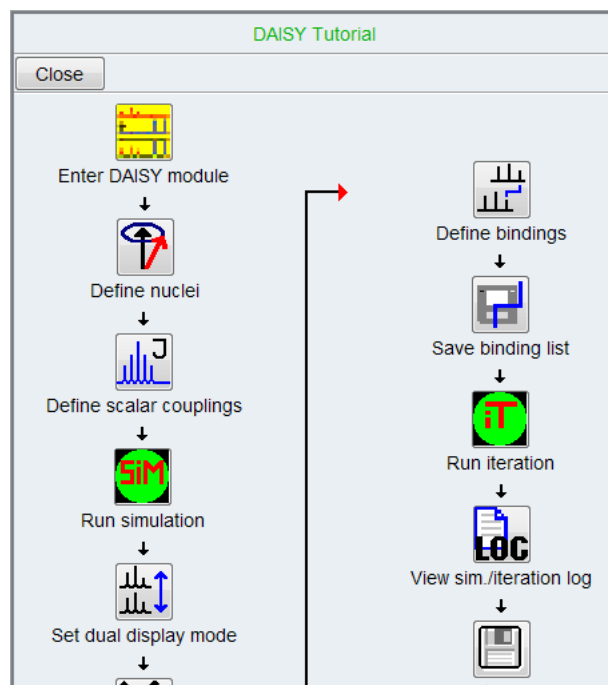 DAISY Tutorial
Close
Enter DAISY module
Define nuclei
J
Define scalar couplings
SiM
Run simulation
Set dual display mode
Define bindings
Save binding list
iT
Run iteration
LOG
View sim./iteration log